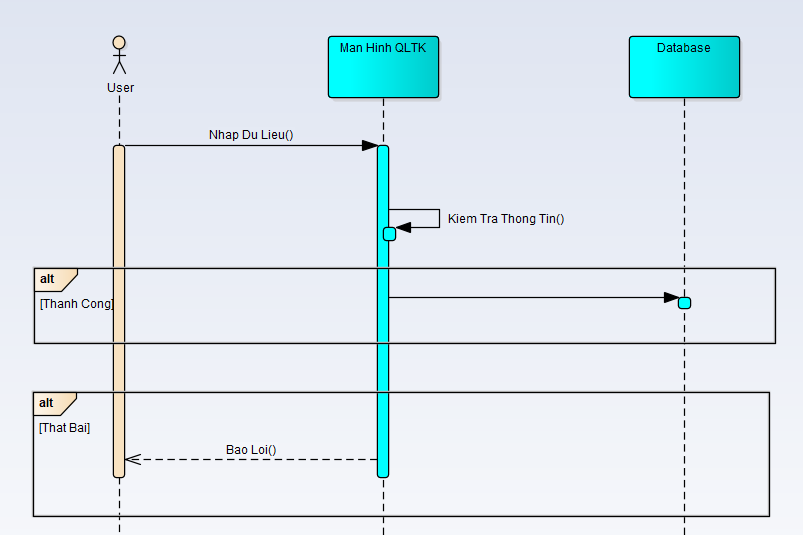 Man Hinh QLTK
Database
User
Nhap Du Lieu()
Kiem Tra Thong Tin()
alt
[Thanh Cong]
alt
[That Bai]
Bao Loi()